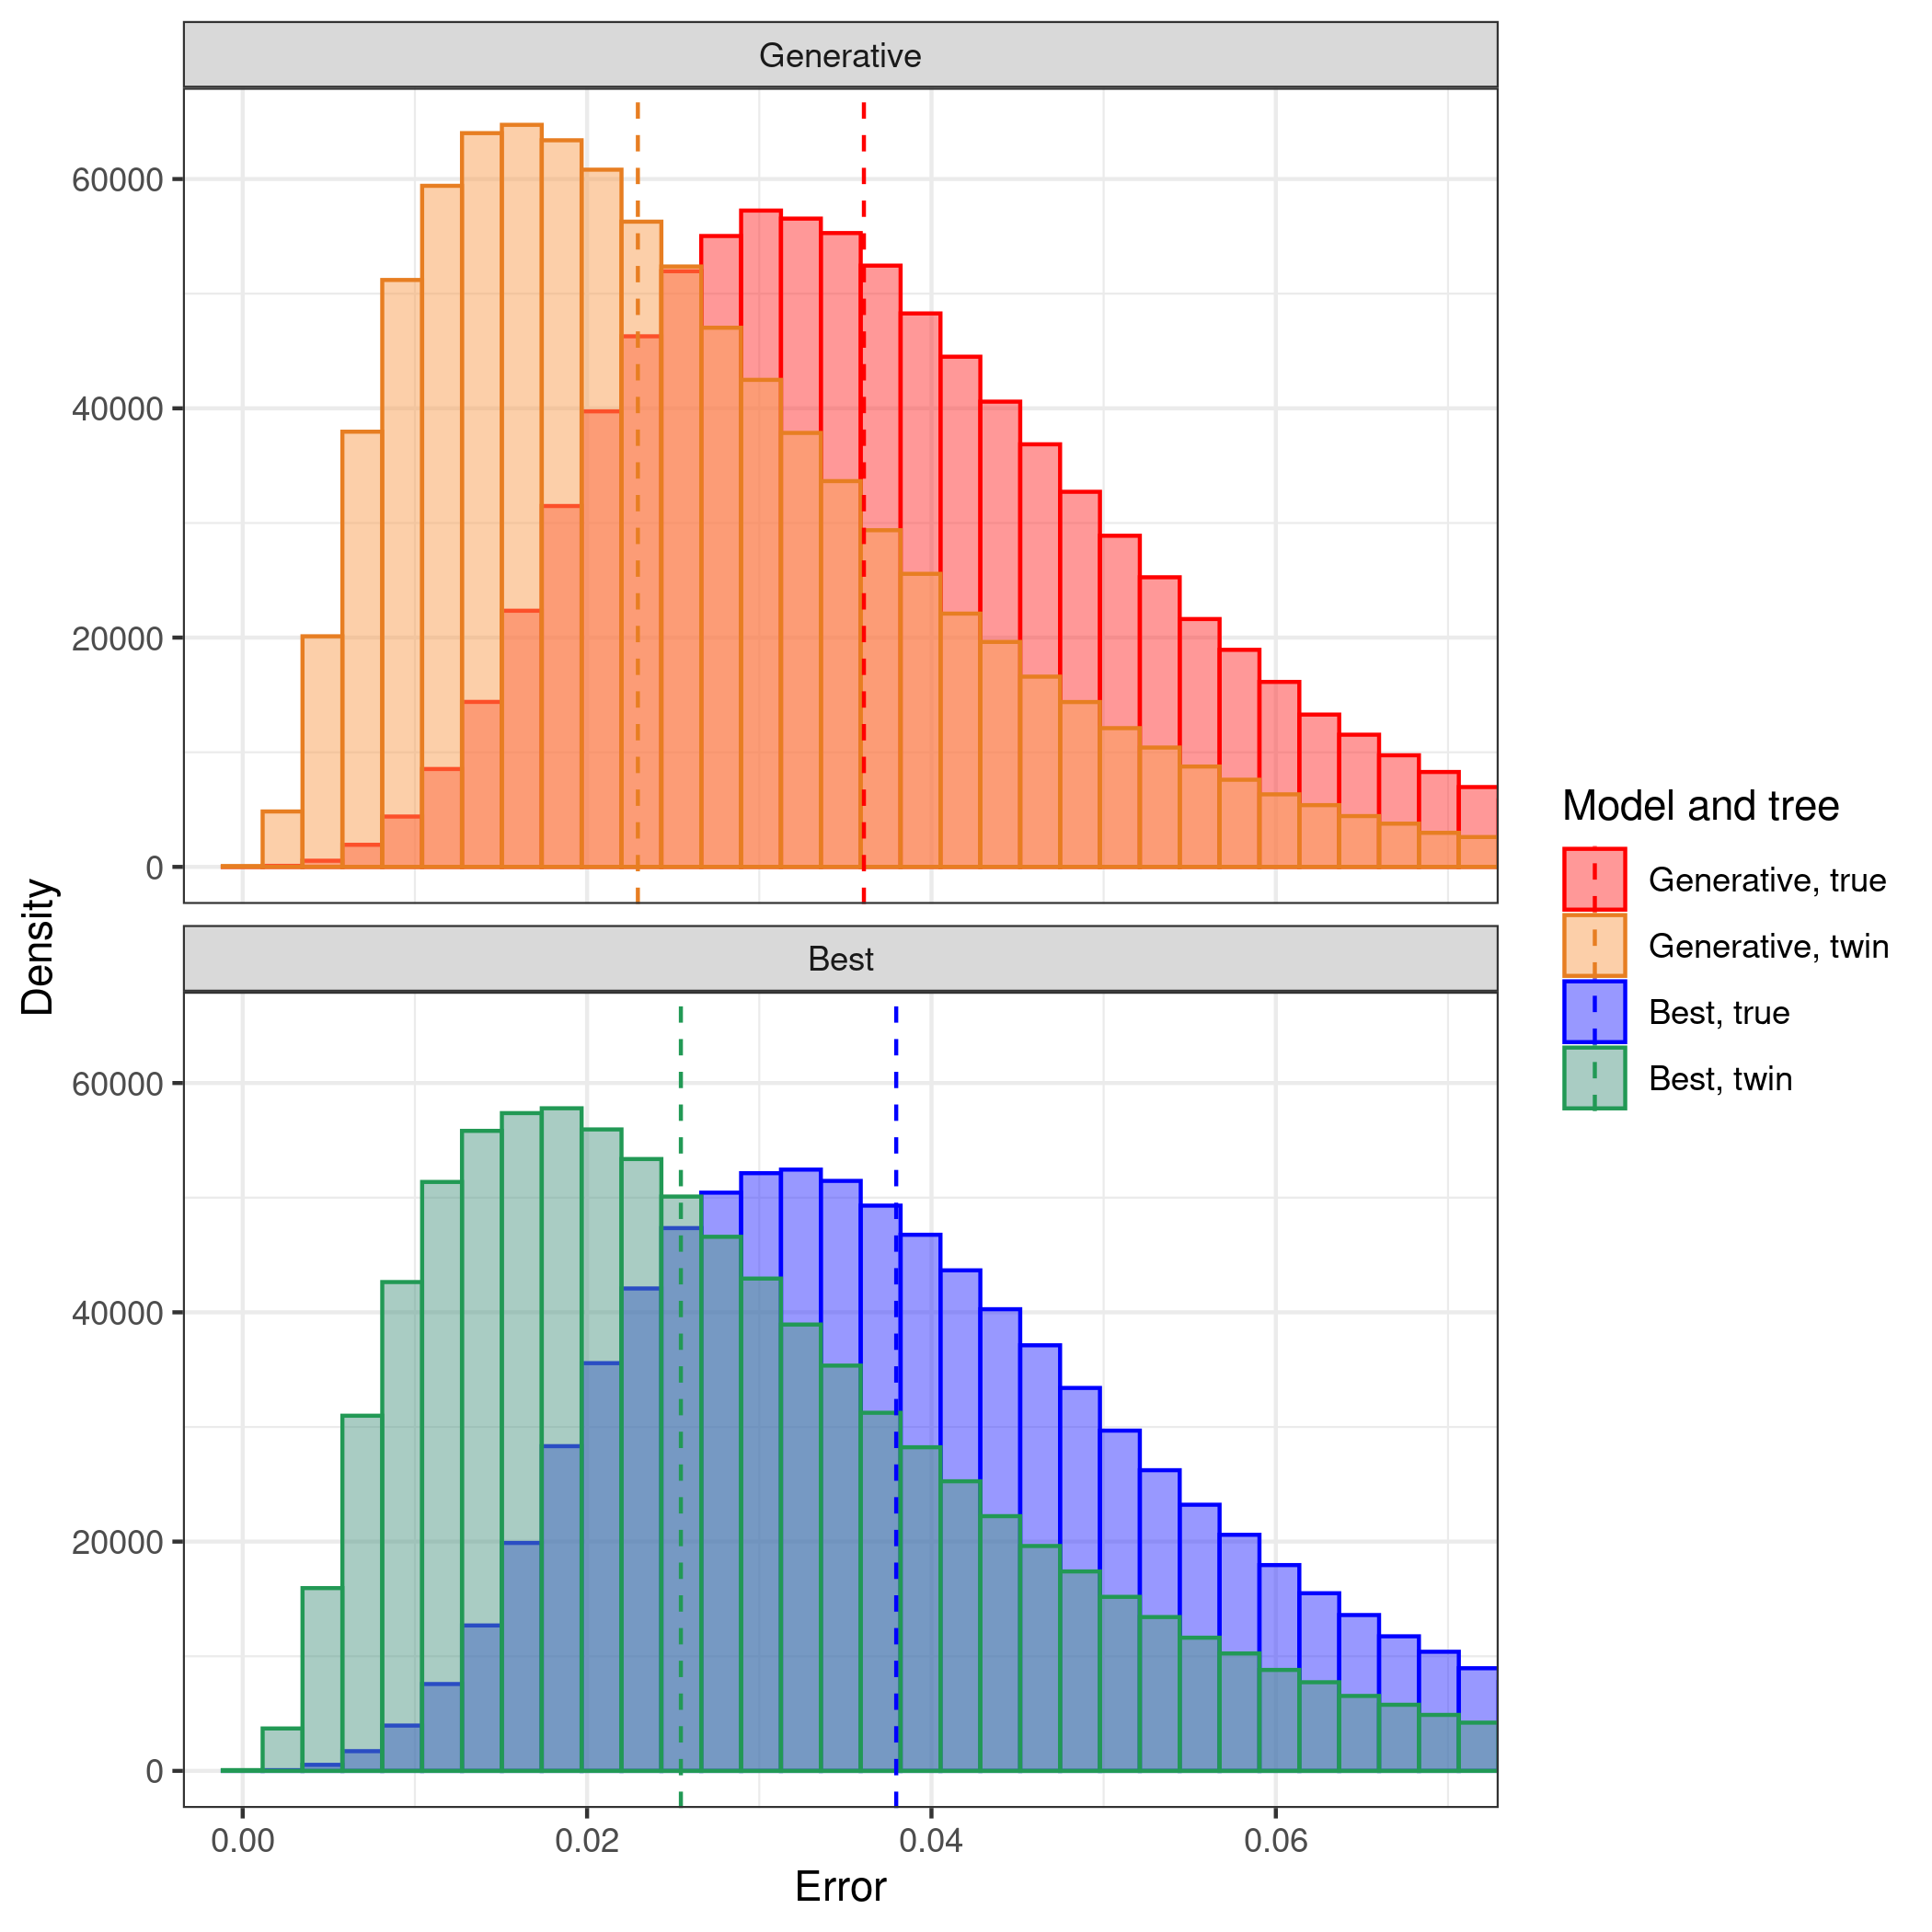 Generative
60000
40000
20000
0
Density
Best
60000
40000
20000
0
0.00 0.02 0.04 0.06
Error
Model and tree
Generative, true
Generative, twin
Best, true
Best, twin